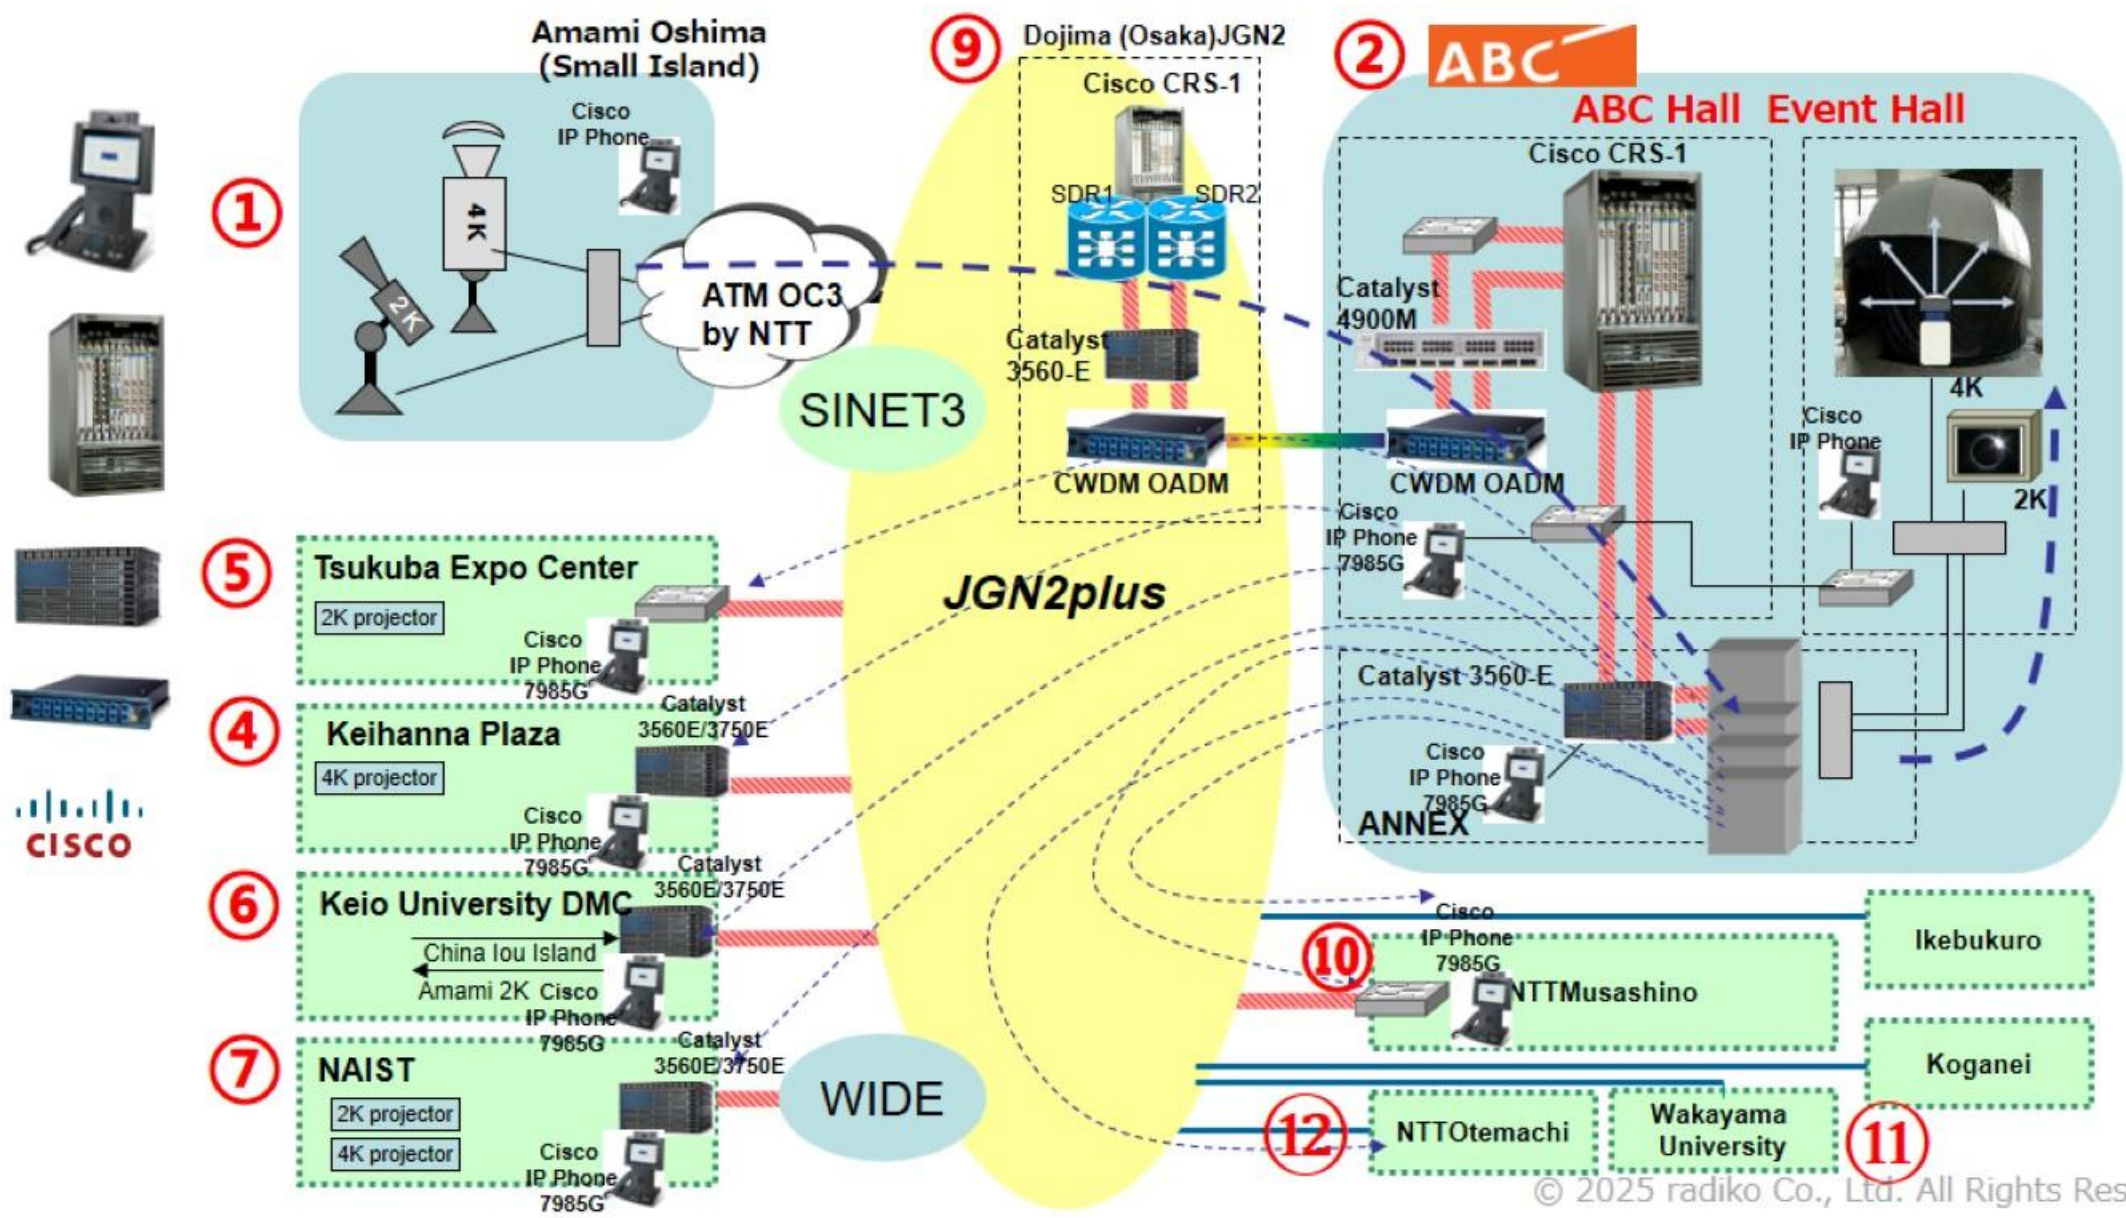 Amami Oshima
(Small Island)
①
Cisco
IP Phone
4K
2K
ATM OC3
by NTT
SINET3
⑨
Dojima (Osaka)JGN2
Cisco CRS-1
SDR1
SDR2
Catalyst
3560-E
CWDM OADM
JGN2plus
②
ABC
ABC Hall Event Hall
Cisco CRS-1
Catalyst
4900M
CWDM OADM
Cisco
IP Phone
7985G
4K
Cisco
IP Phone
2K
Catalyst 3560-E
Cisco
IP Phone
7985G
ANNEX
CISCO
⑤
Tsukuba Expo Center
2K projector
Cisco
IP Phone
7985G
④
Keihanna Plaza
4K projector
Catalyst
3560E/3750E
Cisco
IP Phone
7985G
⑥
Keio University DMC
Catalyst
3560E/3750E
China Iou Island
Amami 2K
Cisco
IP Phone
7985G
⑦
NAIST
2K projector
4K projector
Catalyst
3560E/3750E
Cisco
IP Phone
7985G
WIDE
Ikebukuro
⑩
Cisco
IP Phone
7985G
NTTMusashino
Koganei
⑫
NTTOtemachi
Wakayama
University
⑪
© 2025 radiko Co., Ltd. All Rights Res